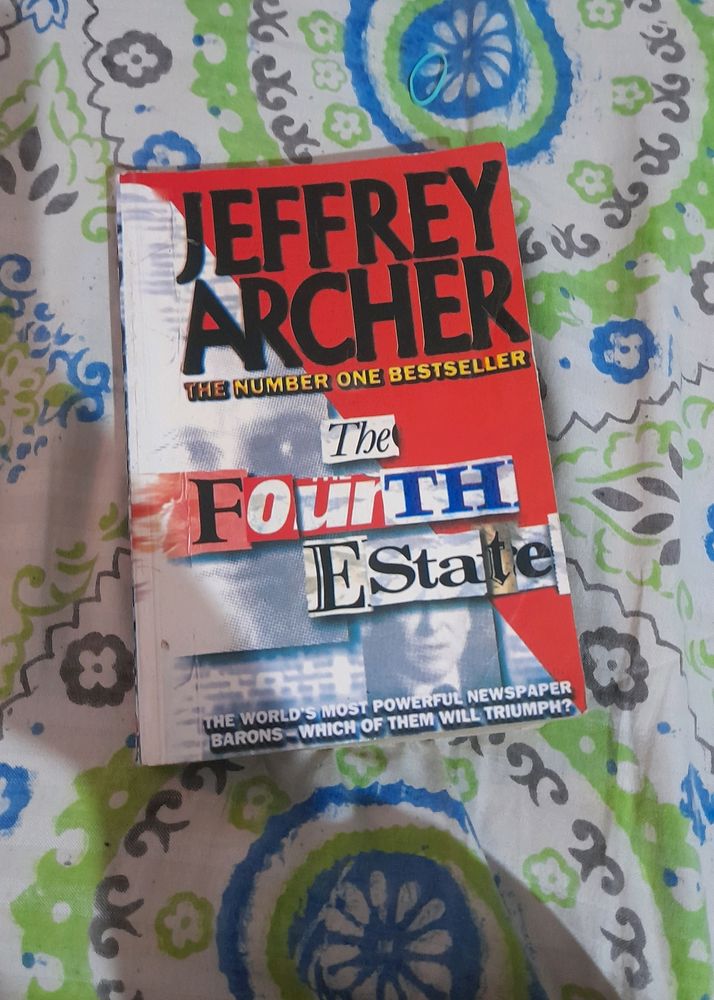 JEFFREY
ARCHER
THE NUMBER ONE BESTSELLER
The
FourTH
EState
THE WORLD'S MOST POWERFUL NEWSPAPER
BARONS – WHICH OF THEM WILL TRIUMPH?